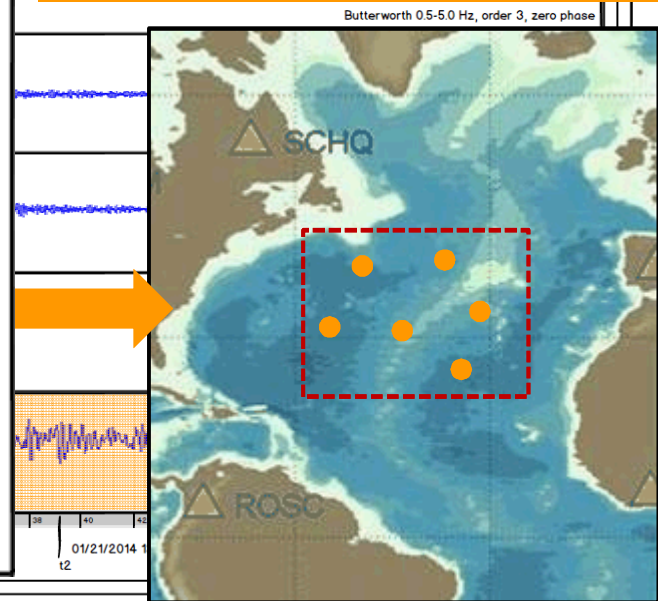 Butterworth 0.5-5.0 Hz, order 3, zero phase
SCHQ
ROSC
38 40 42
01/21/2014 1
t2